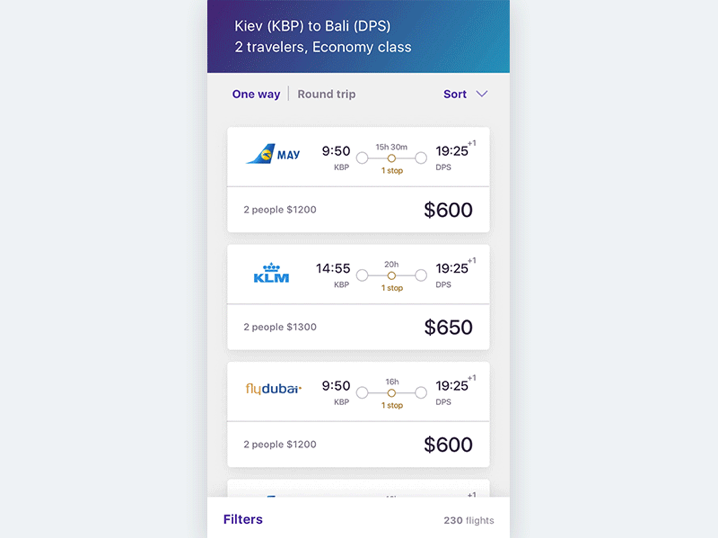 Kiev (KBP) to Bali (DPS)
2 travelers, Economy class
One way | Round trip
Sort
MAY
9:50
15h 30m
19:25+1
KBP
1 stop
DPS
2 people $1200
$600
KLM
14:55
20h
19:25+1
KBP
1 stop
DPS
2 people $1300
$650
flydubai
9:50
16h
19:25+1
KBP
1 stop
DPS
2 people $1200
$600
+1
Filters
230 flights